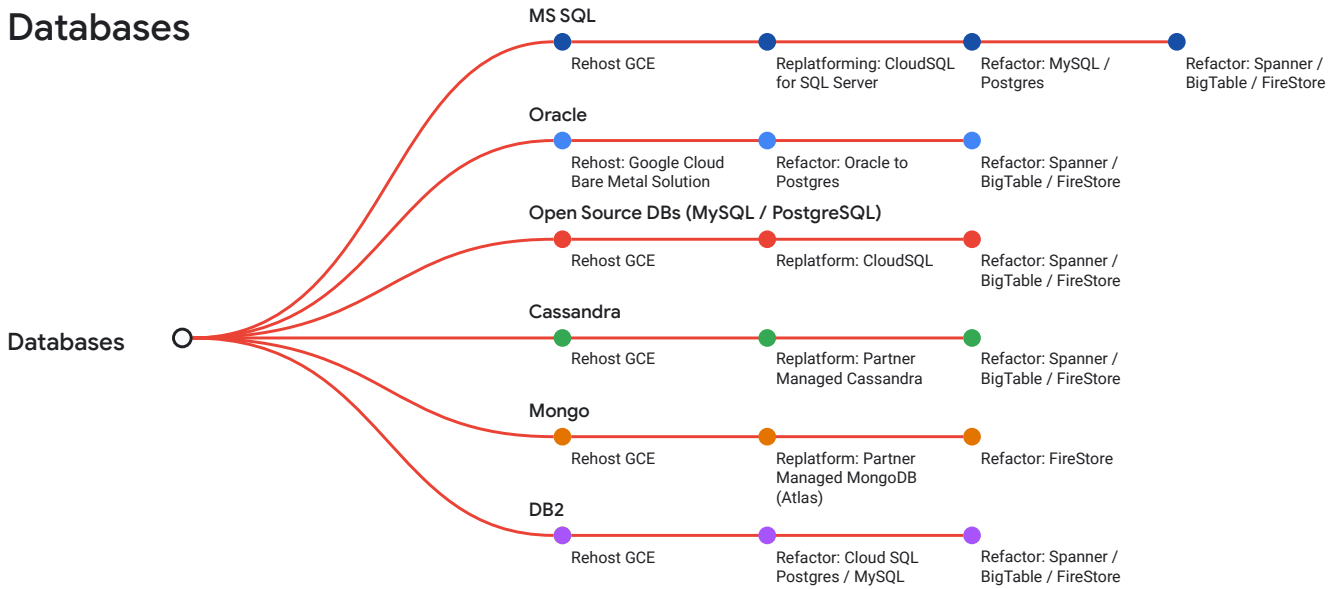 Databases
MS SQL
Rehost GCE
Replatforming: CloudSQL
for SQL Server
Refactor: MySQL /
Postgres
Refactor: Spanner /
BigTable / FireStore
Oracle
Rehost: Google Cloud
Bare Metal Solution
Refactor: Oracle to
Postgres
Refactor: Spanner /
BigTable / FireStore
Open Source DBs (MySQL / PostgreSQL)
Rehost GCE
Replatform: CloudSQL
Refactor: Spanner /
BigTable / FireStore
Databases
Cassandra
Rehost GCE
Replatform: Partner
Managed Cassandra
Refactor: Spanner /
BigTable / FireStore
Mongo
Rehost GCE
Replatform: Partner
Managed MongoDB
(Atlas)
Refactor: FireStore
DB2
Rehost GCE
Refactor: Cloud SQL
Postgres / MySQL
Refactor: Spanner /
BigTable / FireStore